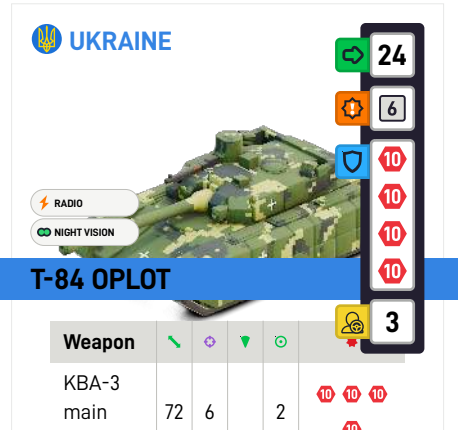 UKRAINE
24
6
10
10
10
10
RADIO
NIGHT VISION
T-84 OPLOT
3
Weapon
KBA-3
main
72 6 2
10 10 10
10